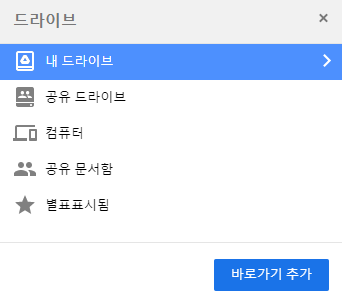 드라이브
내 드라이브
공유 드라이브
컴퓨터
공유 문서함
별표표시됨
바로가기 추가